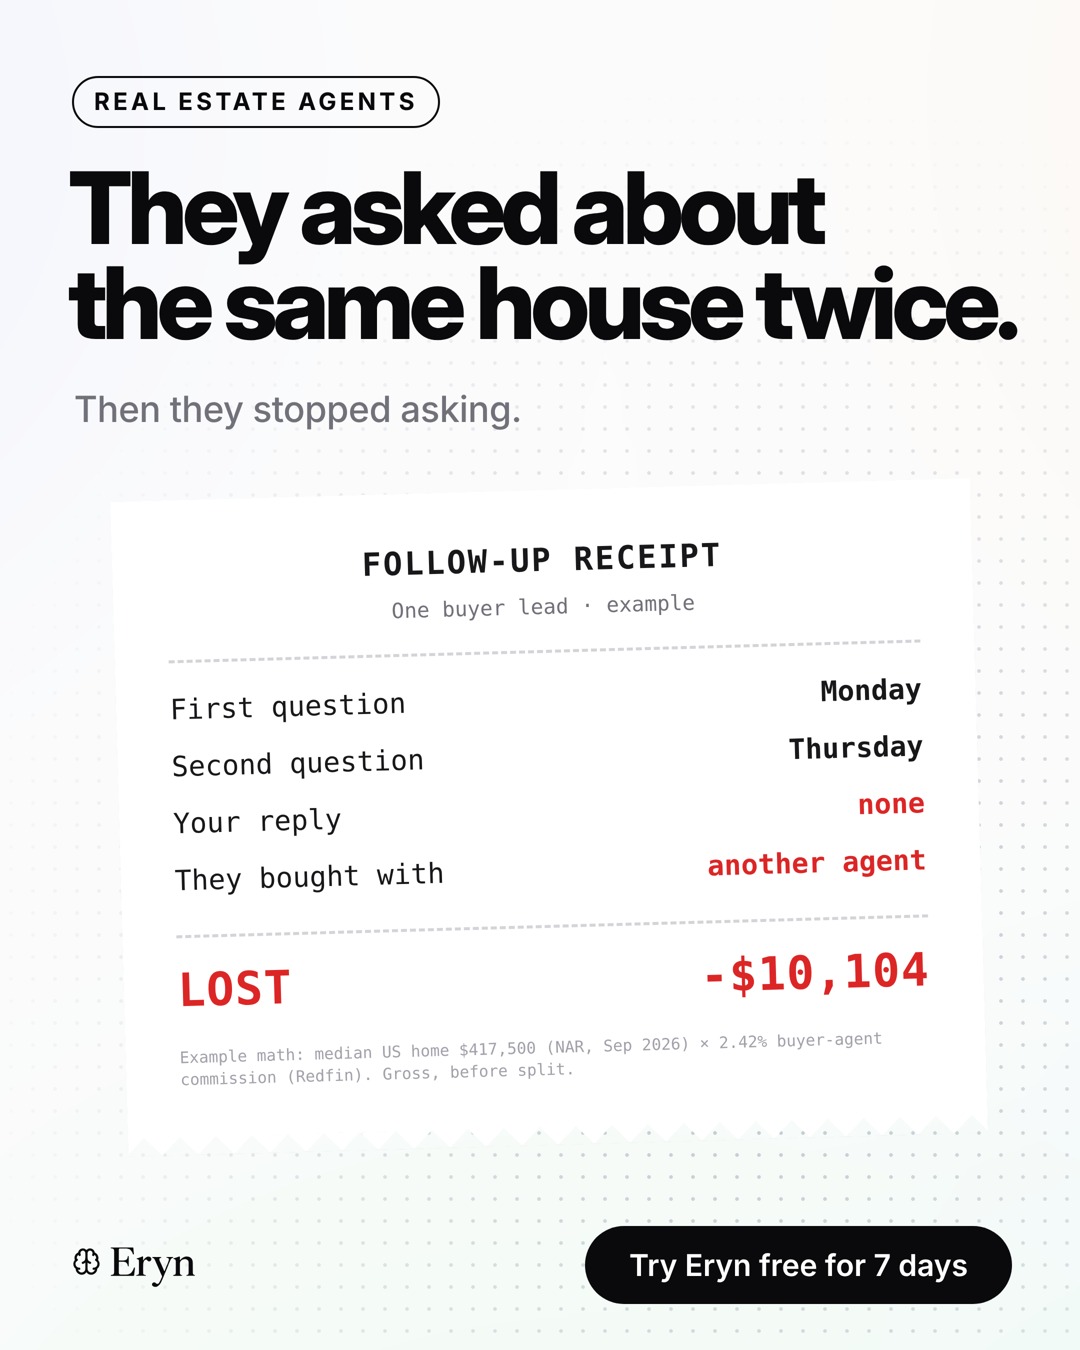 REAL ESTATE AGENTS
They asked about
the same house twice.
Then they stopped asking.
FOLLOW-UP RECEIPT
One buyer lead · example
First question Monday
Second question Thursday
Your reply none
They bought with another agent
LOST -$10,104
Example math: median US home $417,500 (NAR, Sep 2026) × 2.42% buyer-agent
commission (Redfin). Gross, before split.
Eryn
Try Eryn free for 7 days